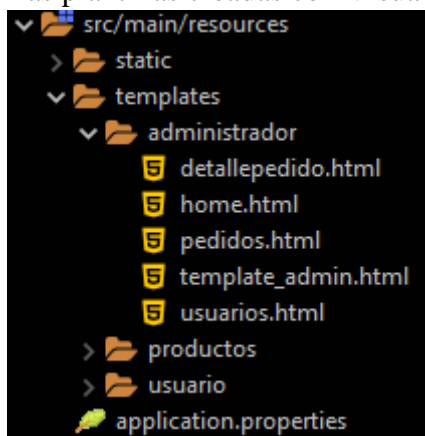 src/main/resources
static
templates
administrador
detallepedido.html
home.html
pedidos.html
template_admin.html
usuarios.html
productos
usuario
application.properties